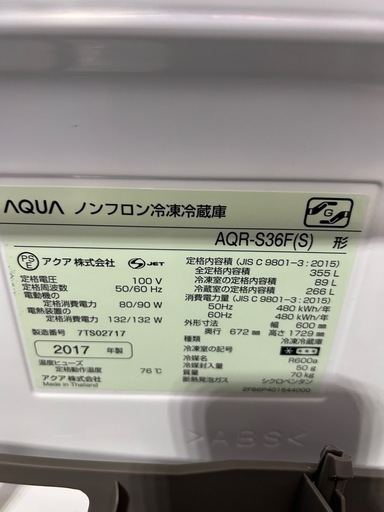 AQUA ノンフロン冷凍冷蔵庫
G
AQR-S36F(S) 形
PSE アクア 株式会社 S JET
定格電圧 100 V
定格周波数 50/60 Hz
電動機の
定格消費電力 80/90 W
電熱装置の
定格消費電力 132/132 W
製造番号 7TS02717
2017 年製
温度ヒューズ
定格動作温度 76℃
アクア 株式会社
Made in Thailand
定格内容積 (JIS C 9801-3 : 2015)
全定格内容積 355 L
冷凍室の定格内容積 89 L
冷蔵室の定格内容積 266 L
消費電力量 (JIS C 9801-3 : 2015)
50Hz 480 kWh/年
60Hz 480 kWh/年
外形寸法 幅 600 mm
奥行 672 mm 高さ 1729 mm
種類 冷凍冷蔵庫
冷凍室の記号
冷媒 R600a
冷媒封入量 50 g
質量 70 kg
断熱発泡ガス シクロペンタン
>ABS<